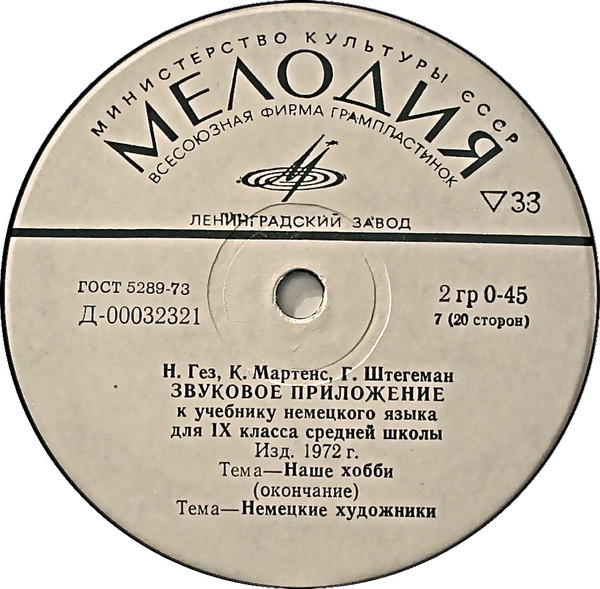 МИНИСТЕРСТВО КУЛЬТУРЫ СССР
МЕЛОДИЯ
ВСЕСОЮЗНАЯ ФИРМА ГРАМПЛАСТИНОК
▽33
ЛЕНИНГРАДСКИЙ ЗАВОД
ГОСТ 5289-73
Д-00032321
2 гр 0-45
7 (20 сторон)
Н. Гез, К. Мартенс, Г. Штегеман
ЗВУКОВОЕ ПРИЛОЖЕНИЕ
к учебнику немецкого языка
для IX класса средней школы
Изд. 1972 г.
Тема—Наше хобби
(окончание)
Тема—Немецкие художники